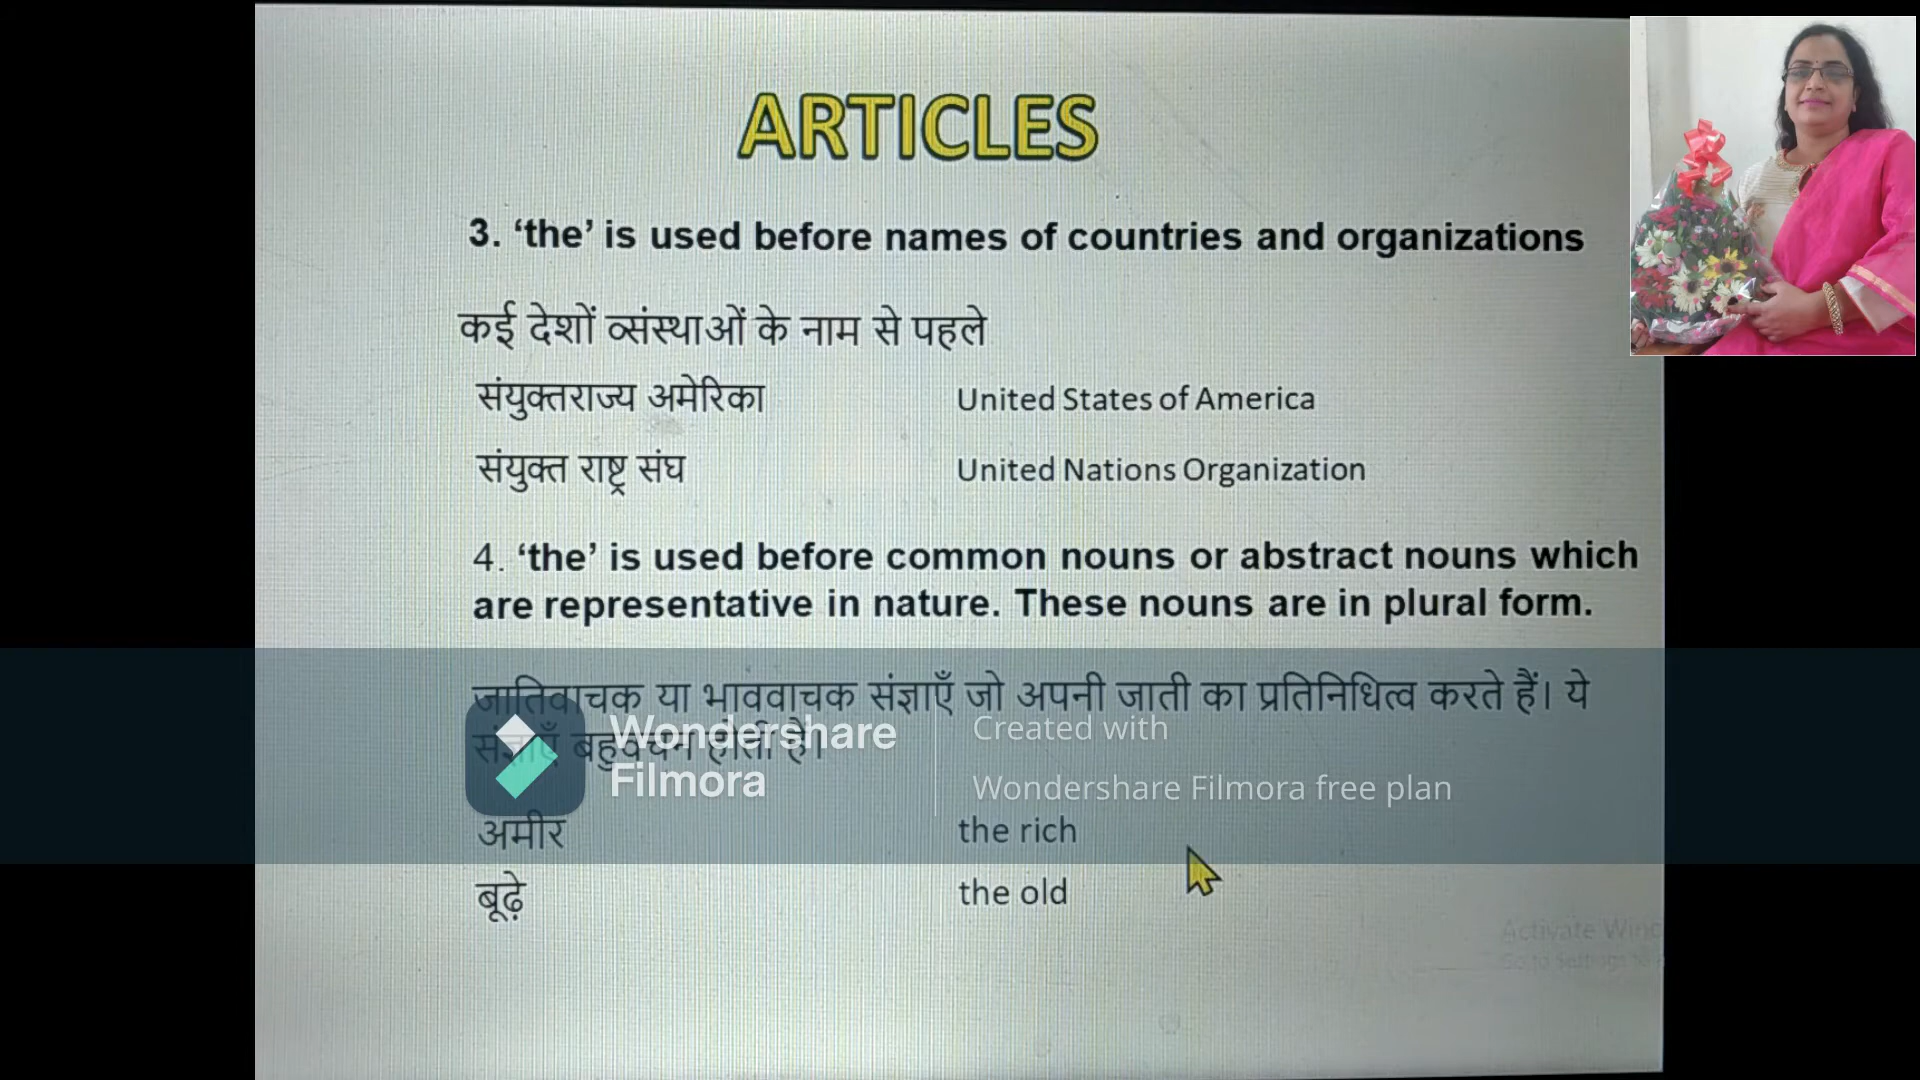 ARTICLES
3. ‘the’ is used before names of countries and organizations
कई देशों व्संस्थाओं के नाम से पहले
संयुक्तराज्य अमेरिका United States of America
संयुक्त राष्ट्र संघ United Nations Organization
4. ‘the’ is used before common nouns or abstract nouns which
are representative in nature. These nouns are in plural form.
जातिवाचक या भाववाचक संज्ञाएँ जो अपनी जाती का प्रतिनिधित्व करते हैं। ये
संज्ञाएँ बहुवचन होती हैं।
Wondershare
Filmora
Created with
Wondershare Filmora free plan
अमीर the rich
बूढ़े the old
Activate